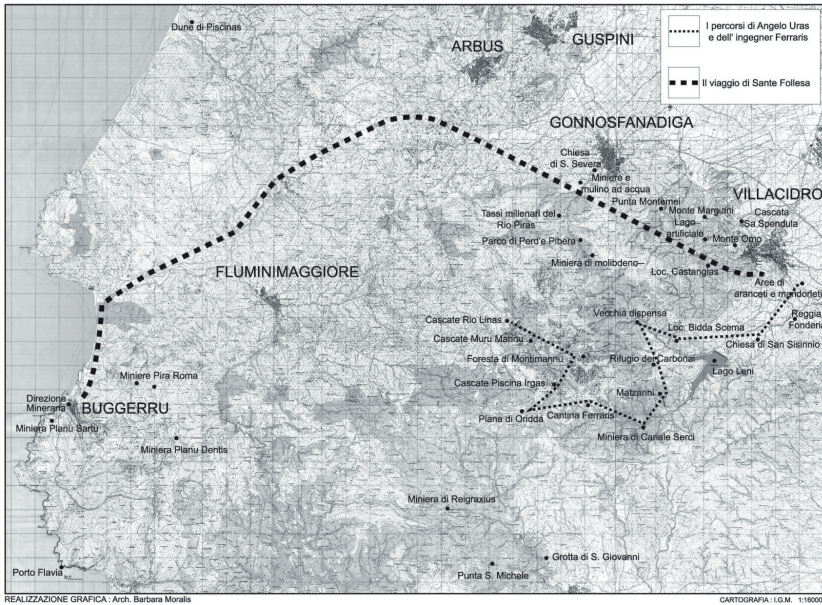 Dune di Piscinas
ARBUS
GUSPINI
I percorsi di Angelo Uras
e dell' ingegner Ferraris
Il viaggio di Sante Follesa
GONNOSFANADIGA
Chiesa
di S. Severa
Miniere e
mulino ad acqua
VILLACIDRO
Punta Montemei
Monte Margiani
Cascata
Sa Spendula
Tassi millenari del
Rio Piras
Lago
artificiale
Monte Omo
Parco di Perd'e Pibera
Miniera di molibdeno
Loc. Castangias
FLUMINIMAGGIORE
Aree di
aranceti e mandorleti
Vecchia dispensa
Reggia
Fonderia
Cascate Rio Linas
Loc. Bidda Scema
Chiesa di San Sisinnio
Cascate Muru Mannu
Foresta di Montimannu
Rifugio dei Carbonai
Lago Leni
Miniere Pira Roma
Cascate Piscina Irgas
Matzanni
Direzione
Mineraria
BUGGERRU
Piana di Oridda
Cantina Ferraris
Miniera Planu Sartu
Miniera di Canale Serci
Miniera Planu Dentis
Miniera di Reigraxius
Grotta di S. Giovanni
Punta S. Michele
Porto Flavia
REALIZZAZIONE GRAFICA : Arch. Barbara Moralis
CARTOGRAFIA : I.G.M. 1:16000